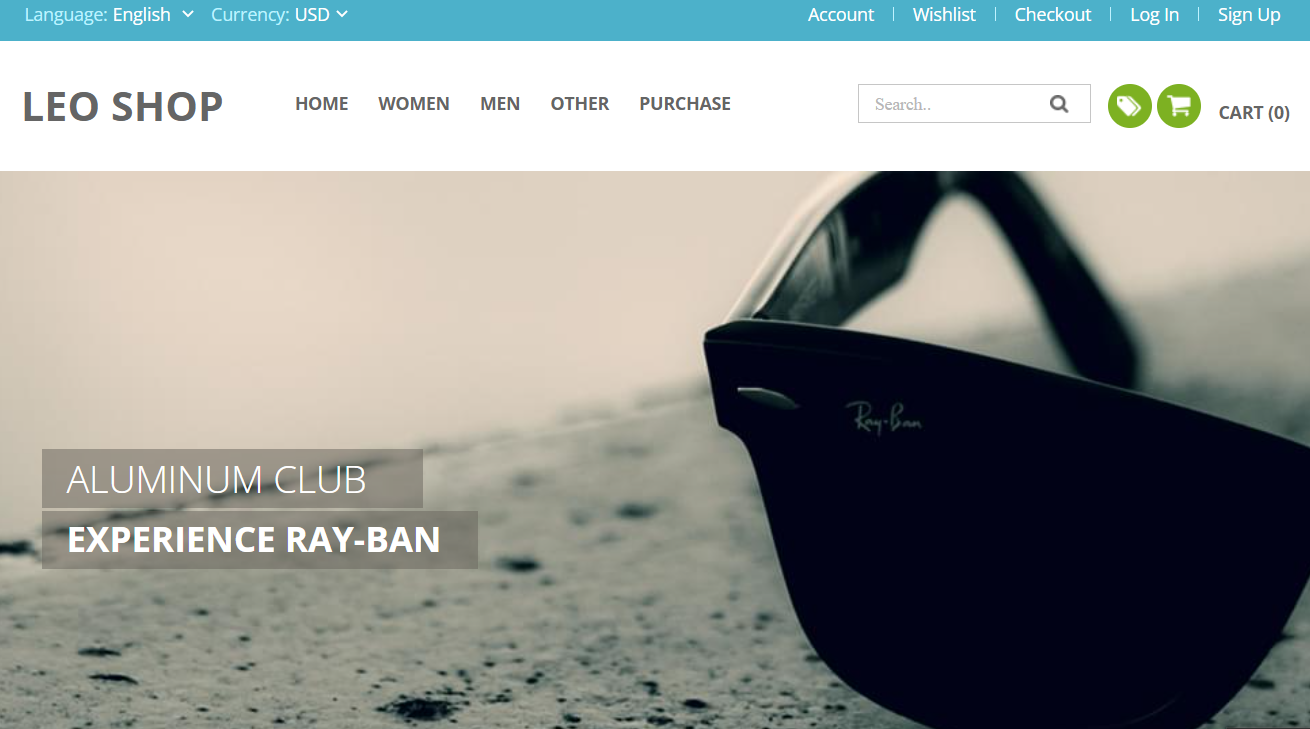 Language: English Currency: USD Account Wishlist Checkout Log In Sign Up
LEO SHOP HOME WOMEN MEN OTHER PURCHASE Search.. CART (0)
Ray-Ban
ALUMINUM CLUB
EXPERIENCE RAY-BAN